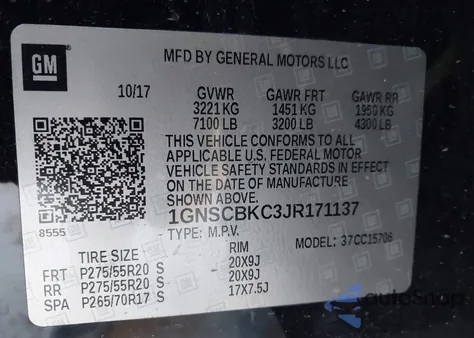 GM
MFD BY GENERAL MOTORS LLC
10/17 GVWR GAWR FRT GAWR RR
3221 KG 1451 KG 1950 KG
7100 LB 3200 LB 4300 LB
THIS VEHICLE CONFORMS TO ALL
APPLICABLE U.S. FEDERAL MOTOR
VEHICLE SAFETY STANDARDS IN
EFFECT ON THE DATE OF MANUFACTURE
SHOWN ABOVE.
8555
1GNSCBKC3JR171137
TYPE: M.P.V. MODEL: 37CC15706
TIRE SIZE RIM
FRT P275/55R20 S 20X9J
RR P275/55R20 S 20X9J
SPA P265/70R17 S 17X7.5J
autoSnap